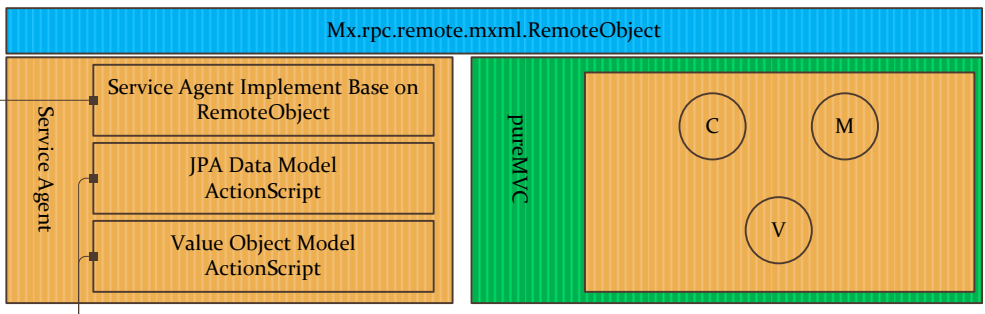 Mx.rpc.remote.mxml.RemoteObject
Service Agent
Service Agent Implement Base on
RemoteObject
JPA Data Model
ActionScript
Value Object Model
ActionScript
pureMVC
C
M
V